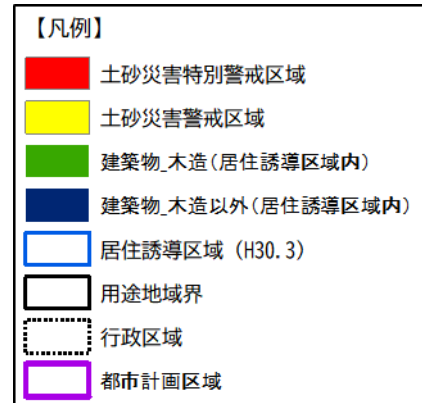 【凡例】
土砂災害特別警戒区域
土砂災害警戒区域
建築物_木造(居住誘導区域内)
建築物_木造以外(居住誘導区域内)
居住誘導区域 (H30.3)
用途地域界
行政区域
都市計画区域